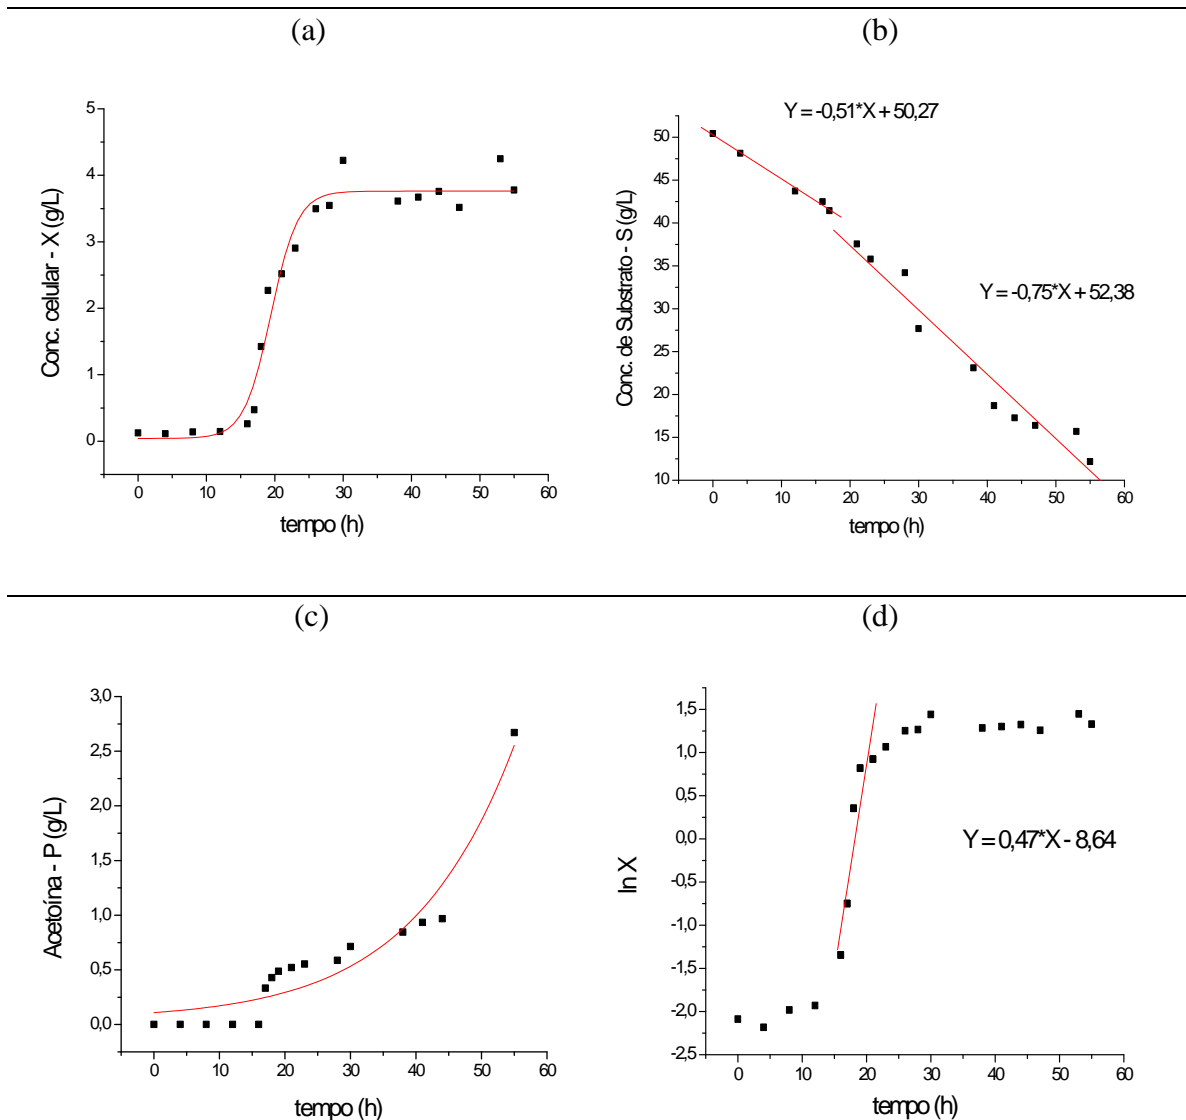 (a)
(b)
5
4
3
2
1
0
Conc. celular - X (g/L)
0 10 20 30 40 50 60
tempo (h)
Y = -0,51*X + 50,27
Y = -0,75*X + 52,38
50
45
40
35
30
25
20
15
10
Conc. de Substrato - S (g/L)
0 10 20 30 40 50 60
tempo (h)
(c)
(d)
3,0
2,5
2,0
1,5
1,0
0,5
0,0
Acetoína - P (g/L)
0 10 20 30 40 50 60
tempo (h)
1,5
1,0
0,5
0,0
-0,5
-1,0
-1,5
-2,0
-2,5
ln X
Y = 0,47*X - 8,64
0 10 20 30 40 50 60
tempo (h)